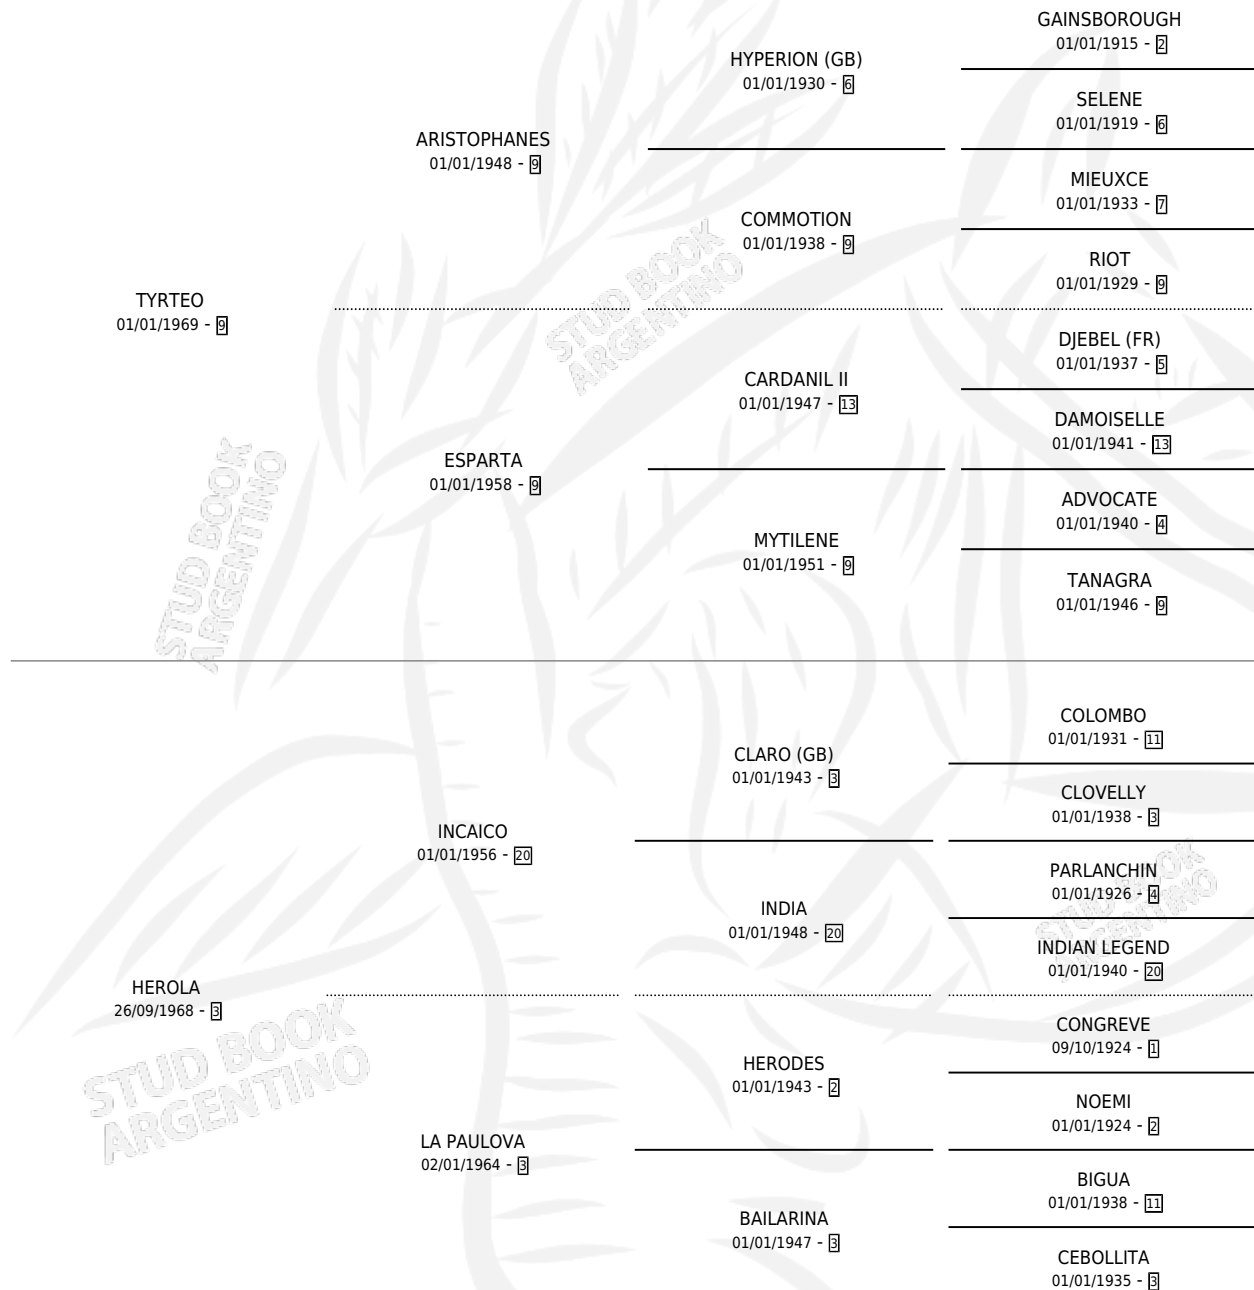 GAINSBOROUGH
01/01/1915 - 2
HYPERION (GB)
01/01/1930 - 6
SELENE
01/01/1919 - 6
ARISTOPHANES
01/01/1948 - 9
MIEUXCE
01/01/1933 - 7
COMMOTION
01/01/1938 - 9
RIOT
01/01/1929 - 9
TYRTEO
01/01/1969 - 9
DJEBEL (FR)
01/01/1937 - 5
CARDANIL II
01/01/1947 - 13
DAMOISELLE
01/01/1941 - 13
ESPARTA
01/01/1958 - 9
ADVOCATE
01/01/1940 - 4
MYTILENE
01/01/1951 - 9
TANAGRA
01/01/1946 - 9
COLOMBO
01/01/1931 - 11
CLARO (GB)
01/01/1943 - 3
CLOVELLY
01/01/1938 - 3
INCAICO
01/01/1956 - 20
PARLANCHIN
01/01/1926 - 4
INDIA
01/01/1948 - 20
INDIAN LEGEND
01/01/1940 - 20
HEROLA
26/09/1968 - 3
CONGREVE
09/10/1924 - 1
HERODES
01/01/1943 - 2
NOEMI
01/01/1924 - 2
LA PAULOVA
02/01/1964 - 3
BIGUA
01/01/1938 - 11
BAILARINA
01/01/1947 - 3
CEBOLLITA
01/01/1935 - 3
STUD BOOK
ARGENTINO
STUD BOOK
ARGENTINO
STUD BOOK
ARGENTINO
STUD BOOK
ARGENTINO